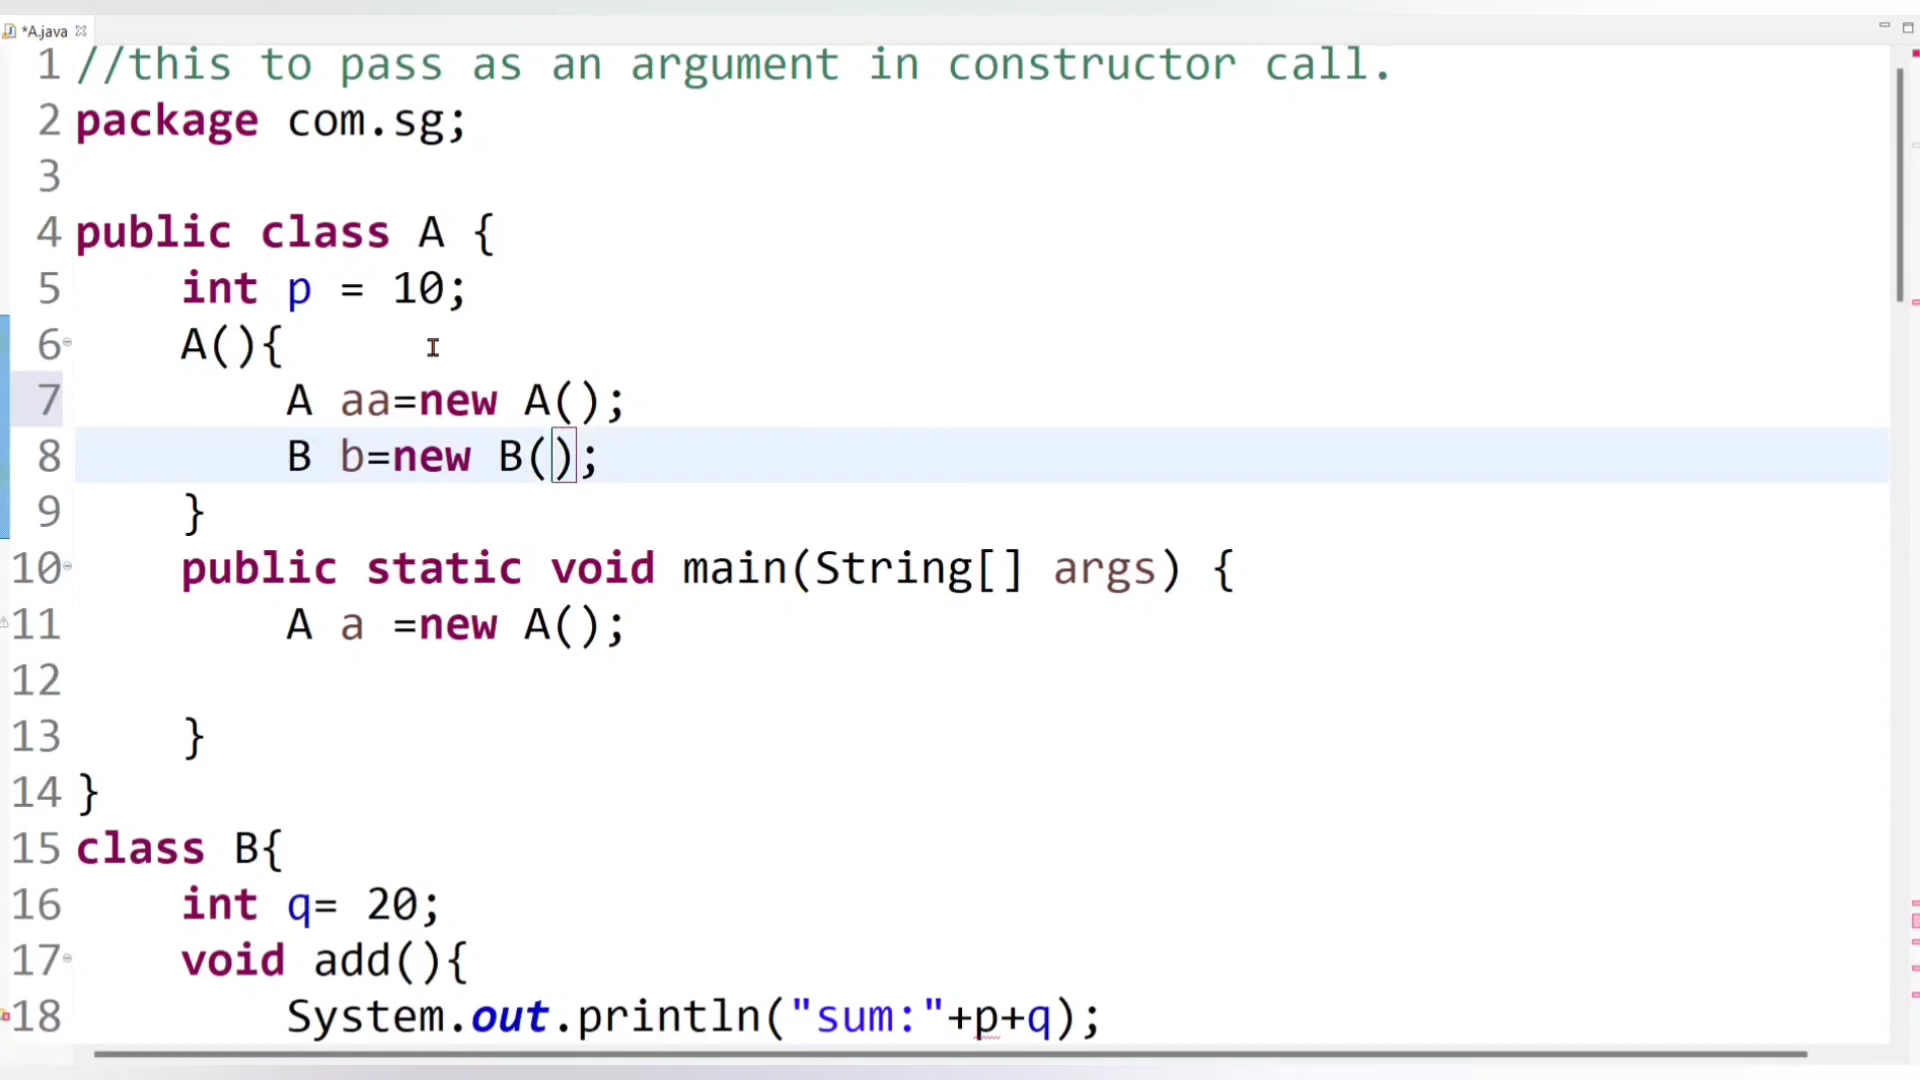 *A.java
1 //this to pass as an argument in constructor call.
2 package com.sg;
3
4 public class A {
5 int p = 10;
6 A(){
7 A aa=new A();
8 B b=new B();
9 }
10 public static void main(String[] args) {
11 A a =new A();
12
13 }
14 }
15 class B{
16 int q= 20;
17 void add(){
18 System.out.println("sum:"+p+q);